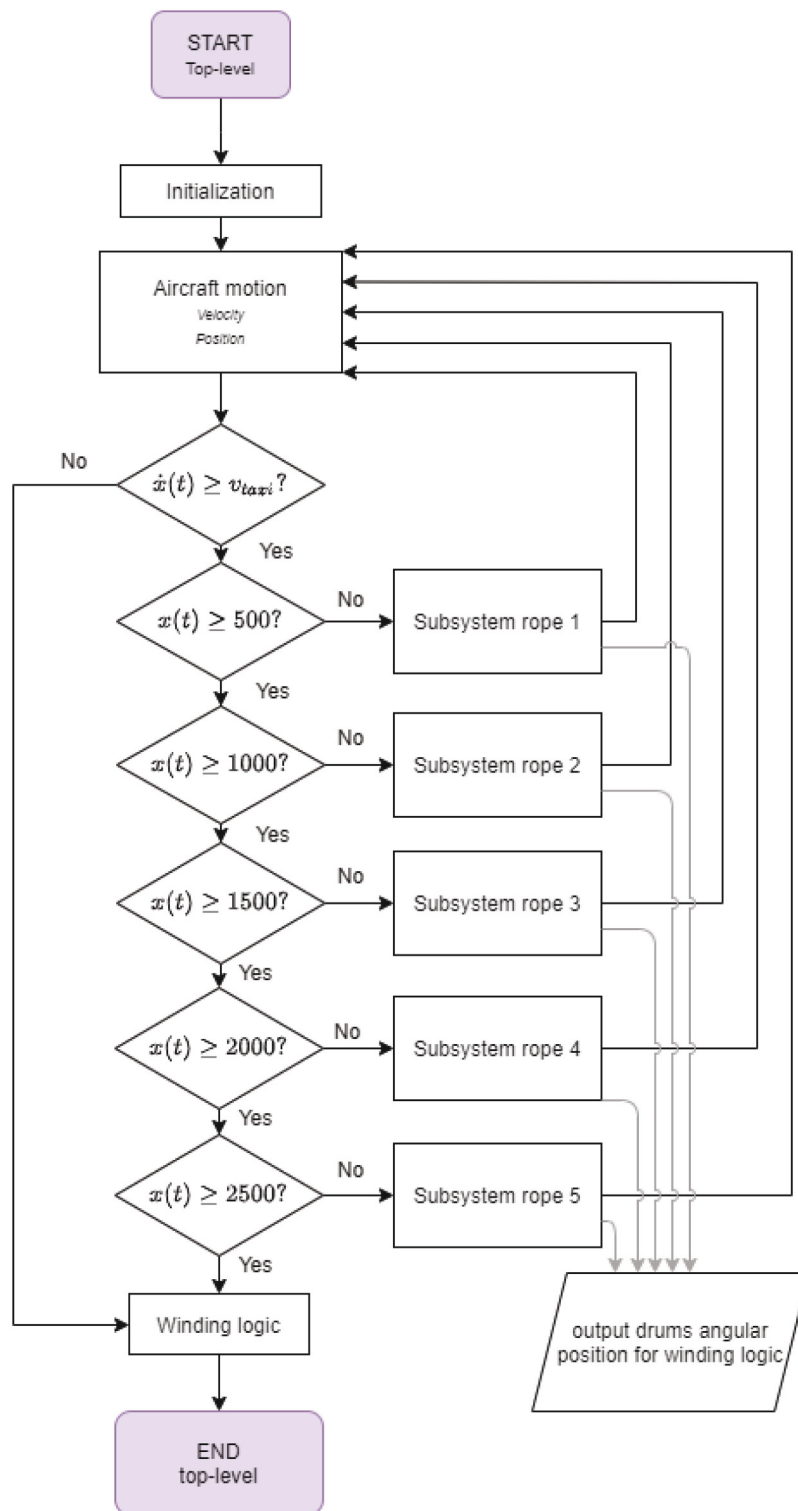 START
Top-level
Initialization
Aircraft motion
Velocity
Position
No
ẋ(t) ≥ v_{taxi}?
Yes
x(t) ≥ 500?
No
Subsystem rope 1
Yes
x(t) ≥ 1000?
No
Subsystem rope 2
Yes
x(t) ≥ 1500?
No
Subsystem rope 3
Yes
x(t) ≥ 2000?
No
Subsystem rope 4
Yes
x(t) ≥ 2500?
No
Subsystem rope 5
Yes
Winding logic
output drums angular
position for winding logic
END
top-level